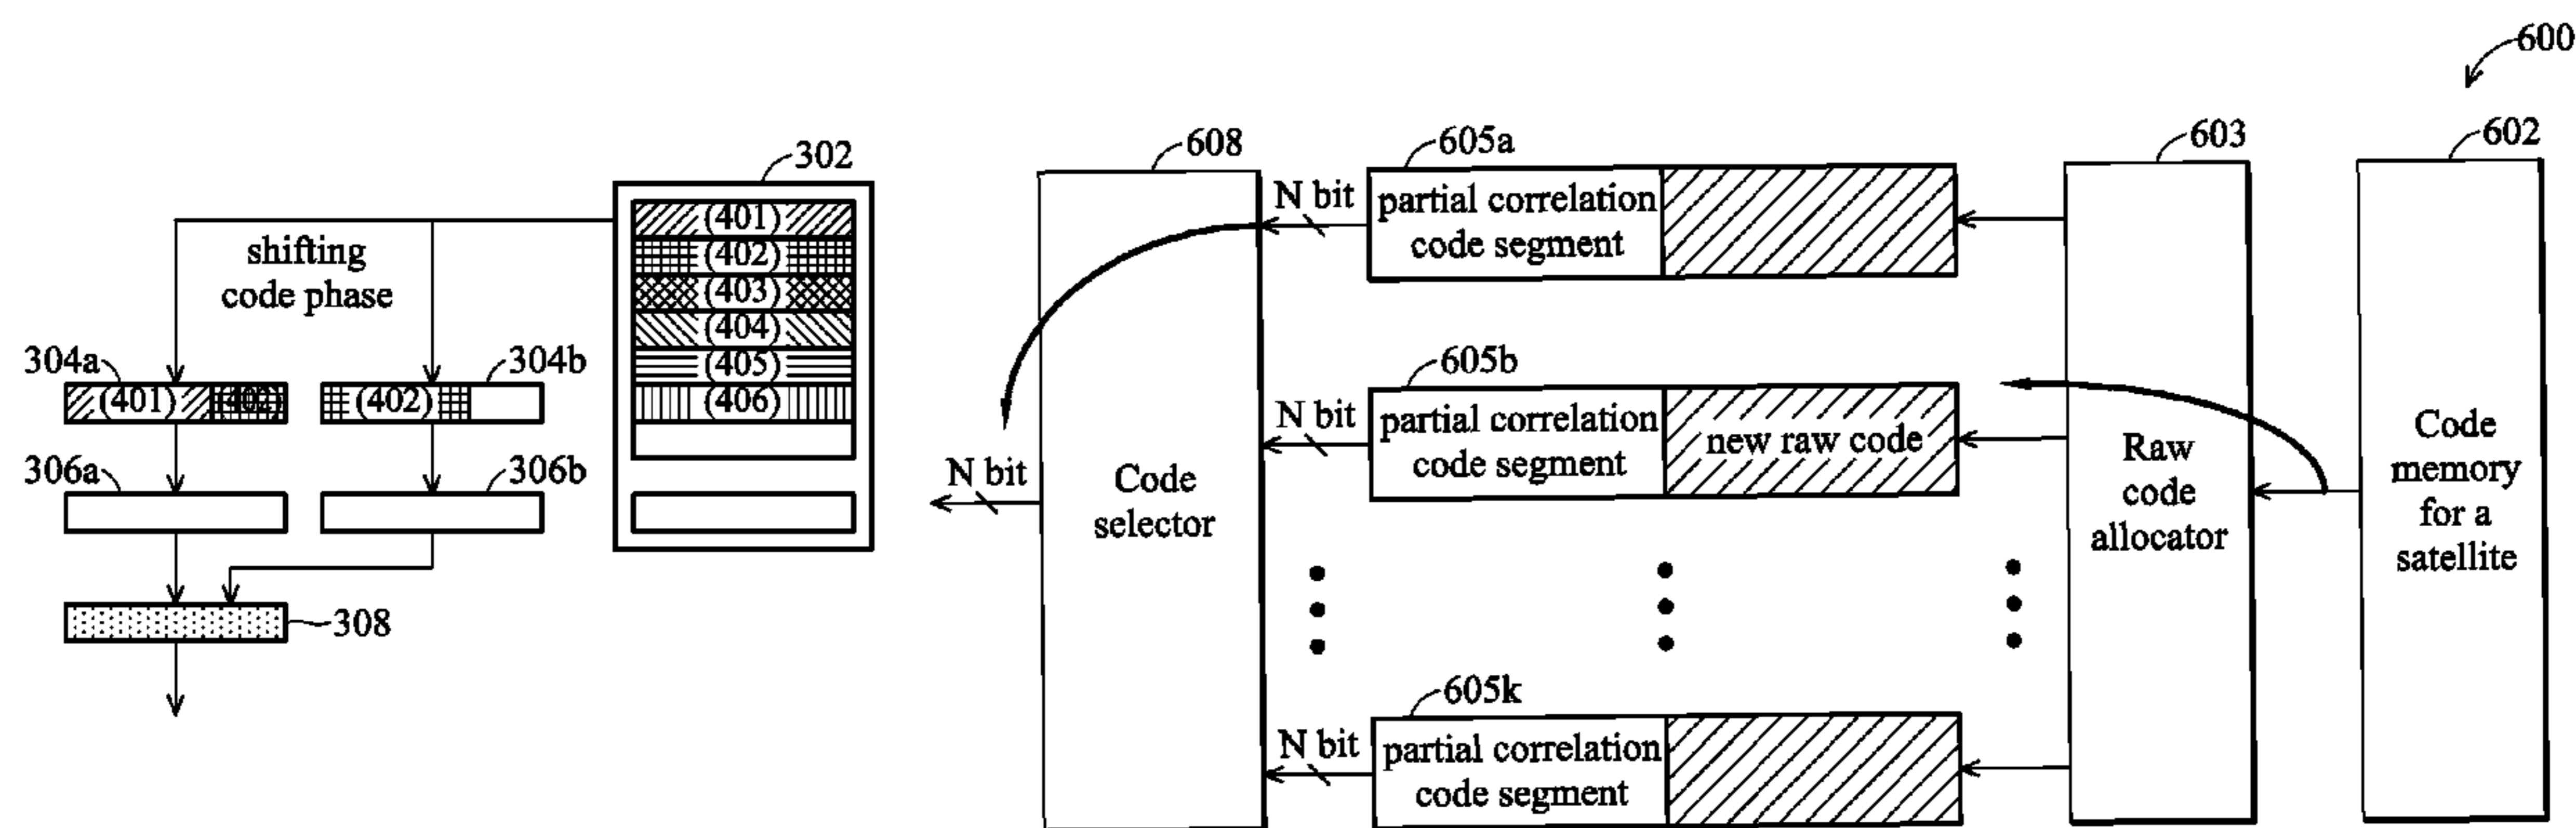 600
302
(401)
(402)
(403)
(404)
(405)
(406)
shifting
code phase
304a
(401)
(402)
304b
(402)
306a
306b
308
608
Code
selector
N bit
605a
N bit
partial correlation
code segment
605b
N bit
partial correlation
code segment
new raw code
605k
N bit
partial correlation
code segment
603
Raw
code
allocator
602
Code
memory
for a
satellite